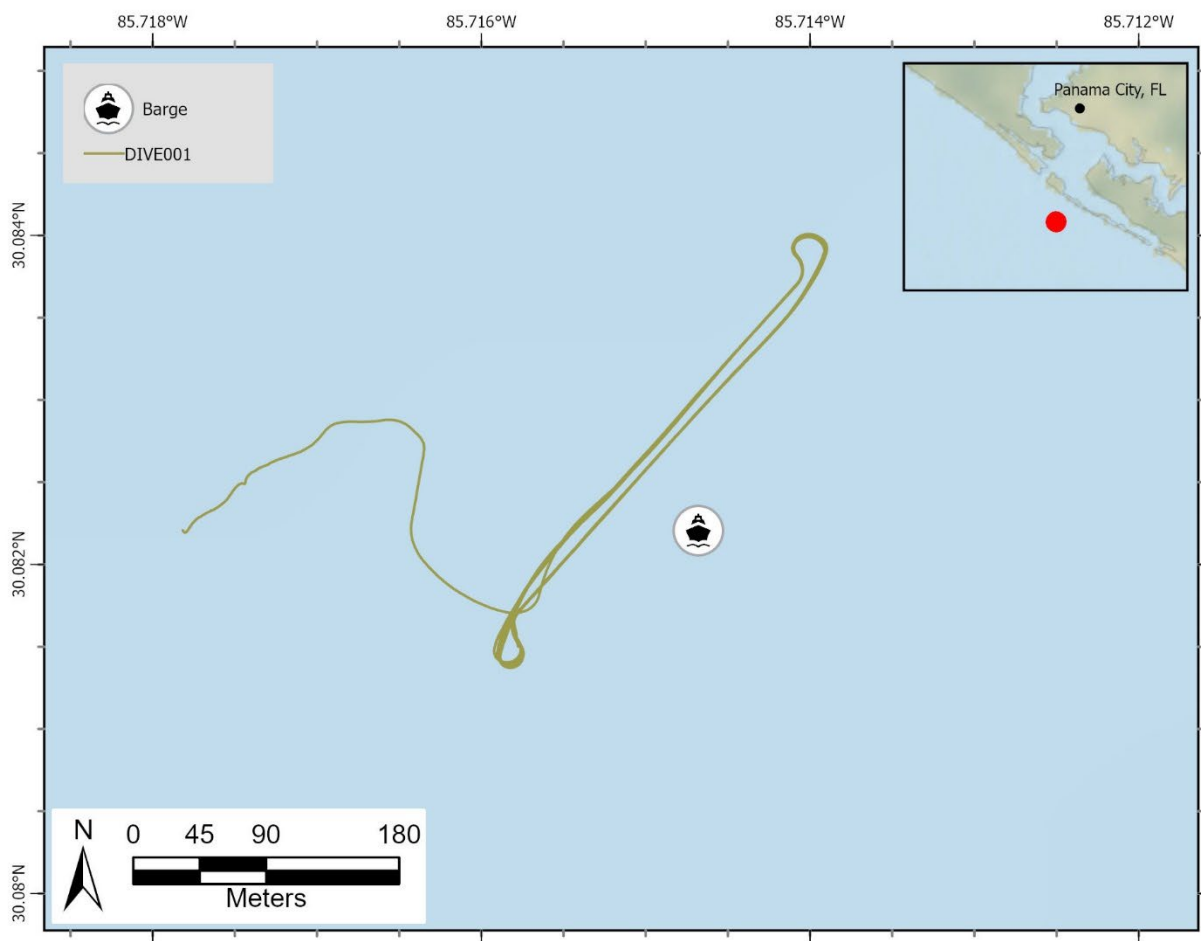 85.718°W 85.716°W 85.714°W 85.712°W
Barge
DIVE001
Panama City, FL
30.084°N
30.082°N
30.08°N
N 0 45 90 180
Meters